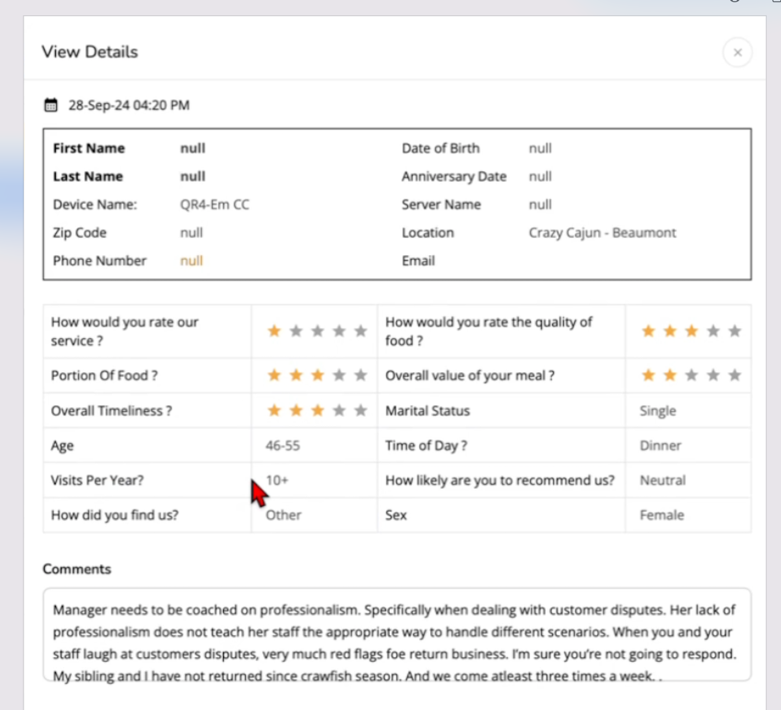 View Details
28-Sep-24 04:20 PM
First Name null Date of Birth null
Last Name null Anniversary Date null
Device Name: QR4-Em CC Server Name null
Zip Code null Location Crazy Cajun - Beaumont
Phone Number null Email
How would you rate our service ? How would you rate the quality of food ?
Portion Of Food ? Overall value of your meal ?
Overall Timeliness ? Marital Status Single
Age 46-55 Time of Day ? Dinner
Visits Per Year? 10+ How likely are you to recommend us? Neutral
How did you find us? Other Sex Female
Comments
Manager needs to be coached on professionalism. Specifically when dealing with customer disputes. Her lack of
professionalism does not teach her staff the appropriate way to handle different scenarios. When you and your
staff laugh at customers disputes, very much red flags foe return business. I'm sure you're not going to respond.
My sibling and I have not returned since crawfish season. And we come atleast three times a week. .